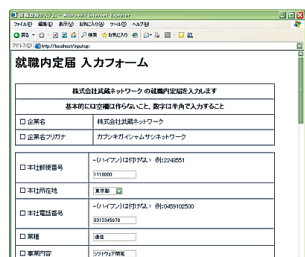 就職内定届 入力フォーム
株式会社武蔵ネットワーク の就職内定届を入力します
基本的には空欄は作らないこと、数字は半角で入力すること
□ 企業名 株式会社武蔵ネットワーク
□ 企業名フリガナ カブシキガイシャムサシネットワーク
□ 本社郵便番号 -(ハイフン)は付けない 例:2248551
1110000
□ 本社所在地 東京都
□ 本社電話番号 -(ハイフン)は付けない 例:0459102500
0312345678
□ 業種 通信
□ 事業内容 ソフトウェア開発